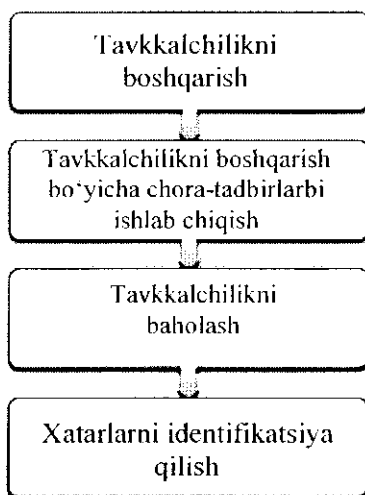 Tavkkalchilikni
boshqarish
Tavkkalchilikni boshqarish
bo‘yicha chora-tadbirlarbi
ishlab chiqish
Tavkkalchilikni
baholash
Xatarlarni identifikatsiya
qilish